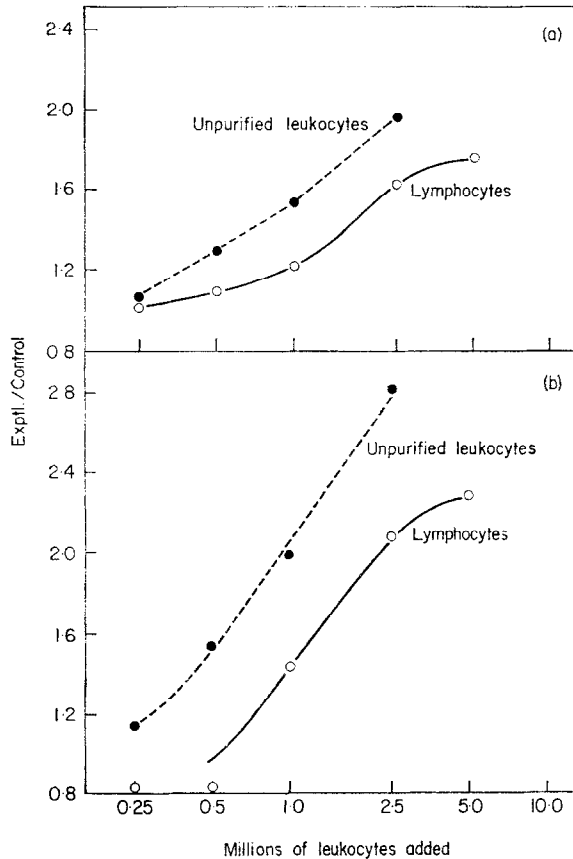 2·4
(a)
2·0
Unpurified leukocytes
1·6
Lymphocytes
1·2
0·8
Exptl./Control
(b)
2·8
Unpurified leukocytes
2·4
Lymphocytes
2·0
1·6
1·2
0·8
0·25 0·5 1·0 2·5 5·0 10·0
Millions of leukocytes added